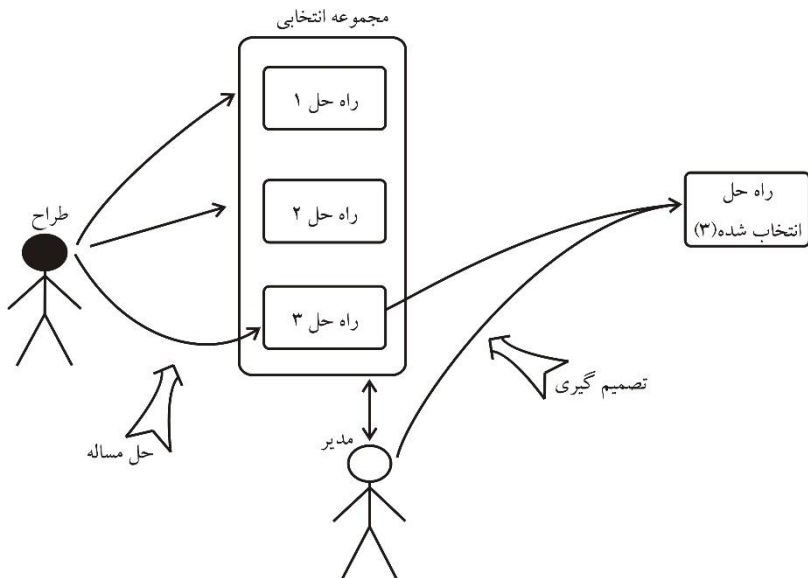 مجموعه انتخابی
راه حل ۱
راه حل ۲
راه حل ۳
طراح
راه حل
انتخاب شده(۳)
تصمیم گیری
حل مساله
مدیر